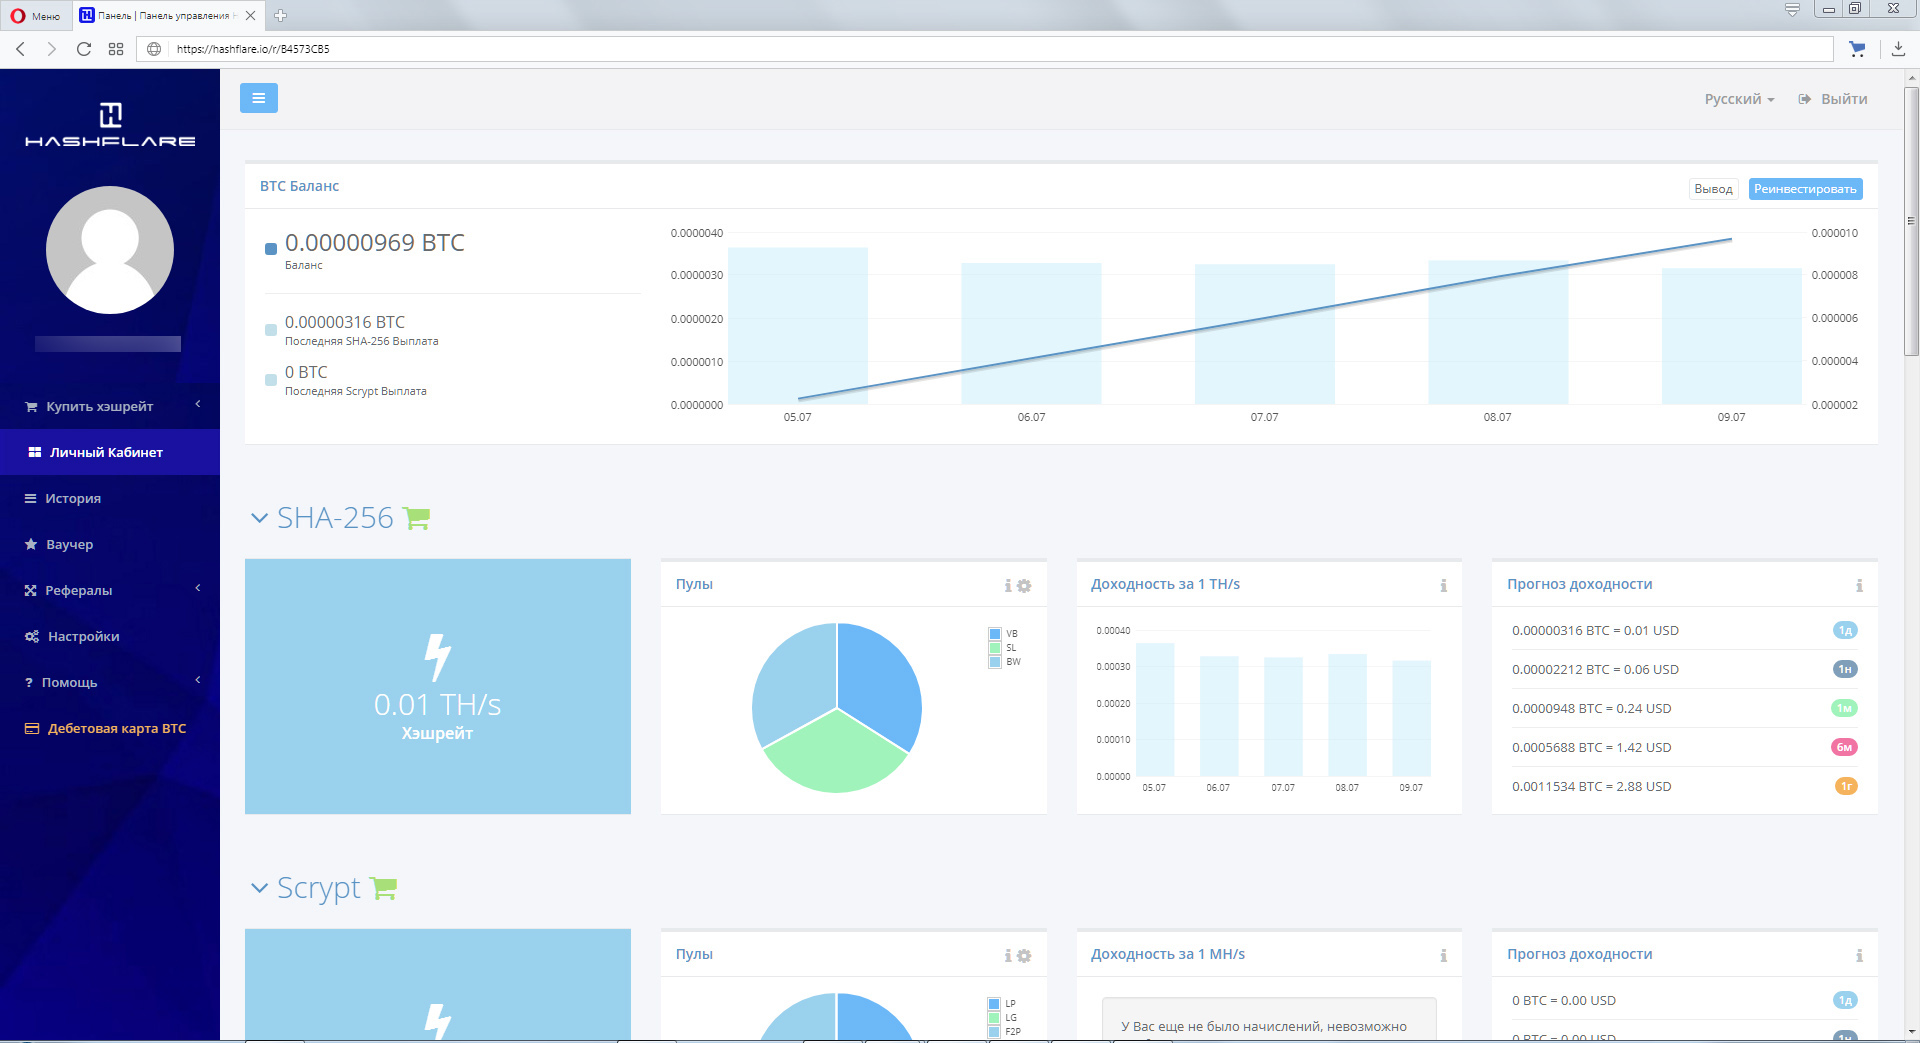 Меню
Панель | Панель управления
https://hashflare.io/r/B4573CB5
HASHFLARE
Купить хэшрейт
Личный Кабинет
История
Ваучер
Рефералы
Настройки
? Помощь
Дебетовая карта BTC
Русский
Выйти
BTC Баланс
Вывод
Реинвестировать
0.00000969 BTC
Баланс
0.00000316 BTC
Последняя SHA-256 Выплата
0 BTC
Последняя Scrypt Выплата
0.0000040
0.0000030
0.0000020
0.0000010
0.0000000
0.000010
0.000008
0.000006
0.000004
0.000002
05.07
06.07
07.07
08.07
09.07
SHA-256
0.01 TH/s
Хэшрейт
Пулы
VB
SL
BW
Доходность за 1 TH/s
0.00040
0.00030
0.00020
0.00010
0.00000
05.07
06.07
07.07
08.07
09.07
Прогноз доходности
0.00000316 BTC = 0.01 USD 1д
0.00002212 BTC = 0.06 USD 1н
0.0000948 BTC = 0.24 USD 1м
0.0005688 BTC = 1.42 USD 6м
0.0011534 BTC = 2.88 USD 1г
Scrypt
Пулы
LP
LG
F2P
Доходность за 1 MH/s
У Вас еще не было начислений, невозможно
Прогноз доходности
0 BTC = 0.00 USD 1д
0 BTC = 0.00 USD 1н